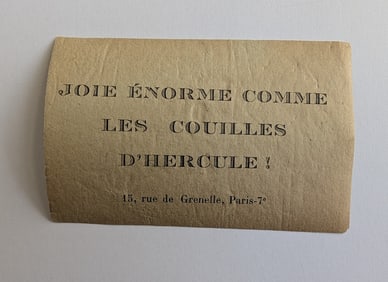 JOIE ÉNORME COMME
LES COUILLES
D'HERCULE !
15, rue de Grenelle, Paris-7e